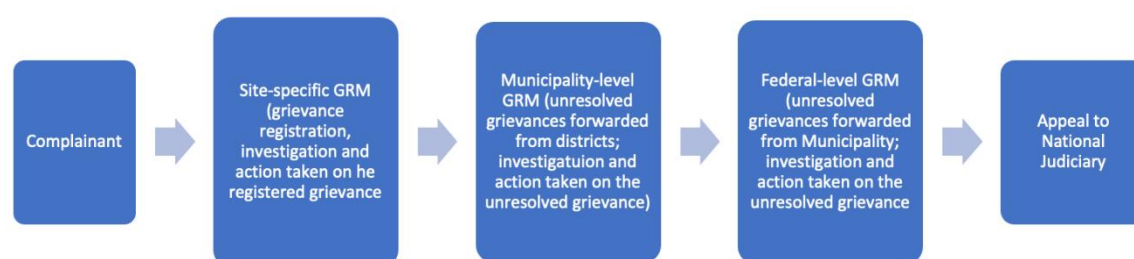 Complainant
Site-specific GRM
(grievance
registration,
investigation and
action taken on he
registered grievance
Municipality-level
GRM (unresolved
grievances forwarded
from districts;
investigatuion and
action taken on the
unresolved grievance)
Federal-level GRM
(unresolved
grievances forwarded
from Municipality;
investigation and
action taken on the
unresolved grievance
Appeal to
National
Judiciary